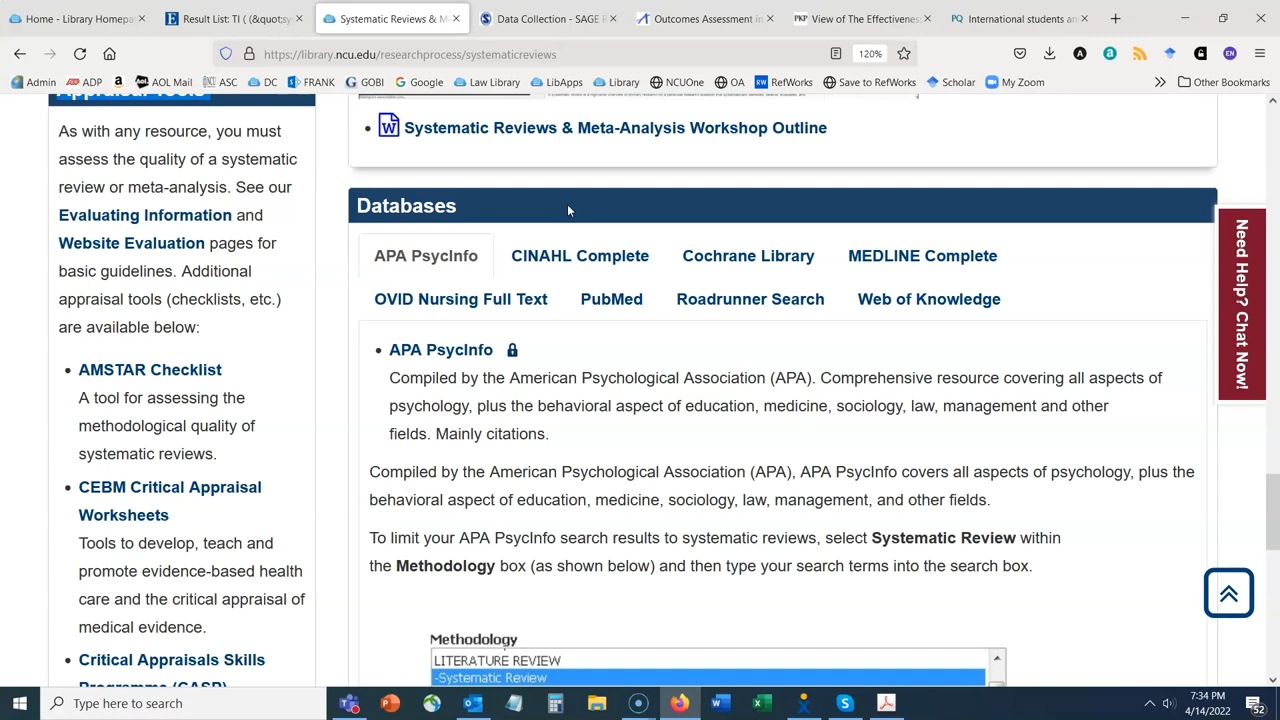 Home - Library Homep
Result List: TI ( (&quot;sy
Systematic Reviews & M
Data Collection - SAGE R
Outcomes Assessment in
View of The Effectivene
International students an
https://library.ncu.edu/researchprocess/systematicreviews
120%
Admin
ADP
AOL Mail
ASC
DC
FRANK
GOBI
Google
Law Library
LibApps
Library
NCUOne
OA
RefWorks
Olve to RefWorks
Scholar
My Zoom
Other Bookmarks
As with any resource, you must
assess the quality of a systematic
review or meta-analysis. See our
Evaluating Information and
Website Evaluation pages for
basic guidelines. Additional
appraisal tools (checklists, etc.)
are available below:
• AMSTAR Checklist
A tool for assessing the
methodological quality of
systematic reviews.
• CEBM Critical Appraisal
Worksheets
Tools to develop, teach and
promote evidence-based health
care and the critical appraisal of
medical evidence.
• Critical Appraisals Skills
Programme (CASP)
• Systematic Reviews & Meta-Analysis Workshop Outline
Databases
APA PsycInfo
CINAHL Complete
Cochrane Library
MEDLINE Complete
OVID Nursing Full Text
PubMed
Roadrunner Search
Web of Knowledge
• APA PsycInfo
Compiled by the American Psychological Association (APA). Comprehensive resource covering all aspects of
psychology, plus the behavioral aspect of education, medicine, sociology, law, management and other
fields. Mainly citations.
Compiled by the American Psychological Association (APA), APA PsycInfo covers all aspects of psychology, plus the
behavioral aspect of education, medicine, sociology, law, management, and other fields.
To limit your APA PsycInfo search results to systematic reviews, select Systematic Review within
the Methodology box (as shown below) and then type your search terms into the search box.
Methodology
LITERATURE REVIEW
-Systematic Review
Need Help? Chat Now!
Type here to search
7:34 PM
4/14/2022
52